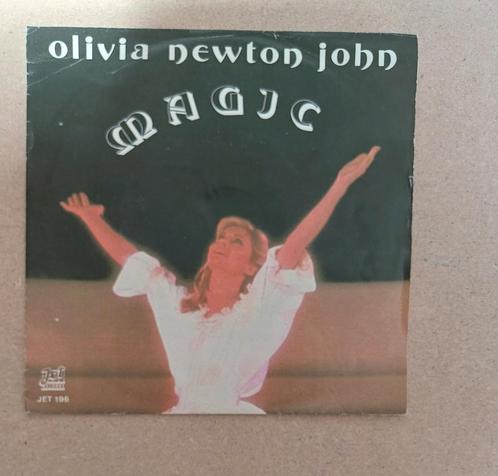 olivia newton john
MAGIC
Jet
JET 196